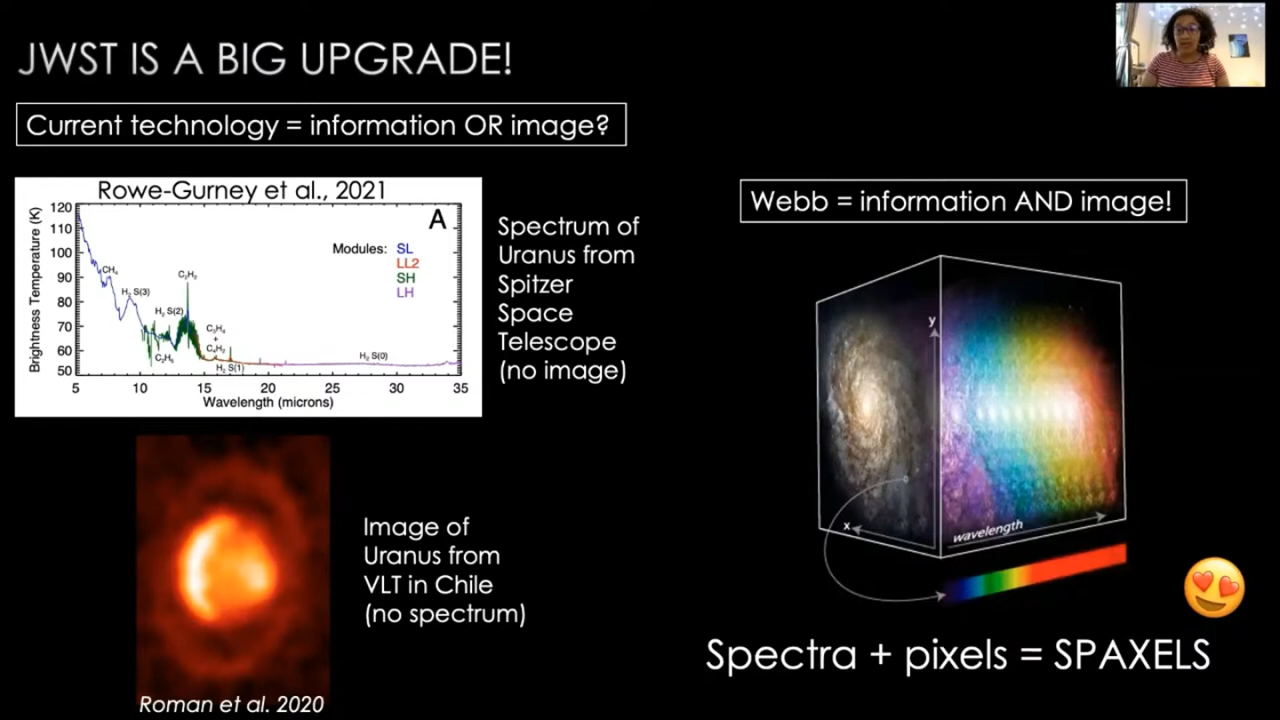 JWST IS A BIG UPGRADE!
Current technology = information OR image?
Rowe-Gurney et al., 2021
A
Modules: SL
LL2
SH
LH
Brightness Temperature (K)
120
110
100
90
80
70
60
50
CH₄
H₂ S(3)
H₂ S(2)
C₂H₂
C₂H₆
C₃H₄
+
C₄H₂
H₂ S(1)
H₂ S(0)
5 10 15 20 25 30 35
Wavelength (microns)
Spectrum of
Uranus from
Spitzer
Space
Telescope
(no image)
Image of
Uranus from
VLT in Chile
(no spectrum)
Roman et al. 2020
Webb = information AND image!
y
x
wavelength
Spectra + pixels = SPAXELS